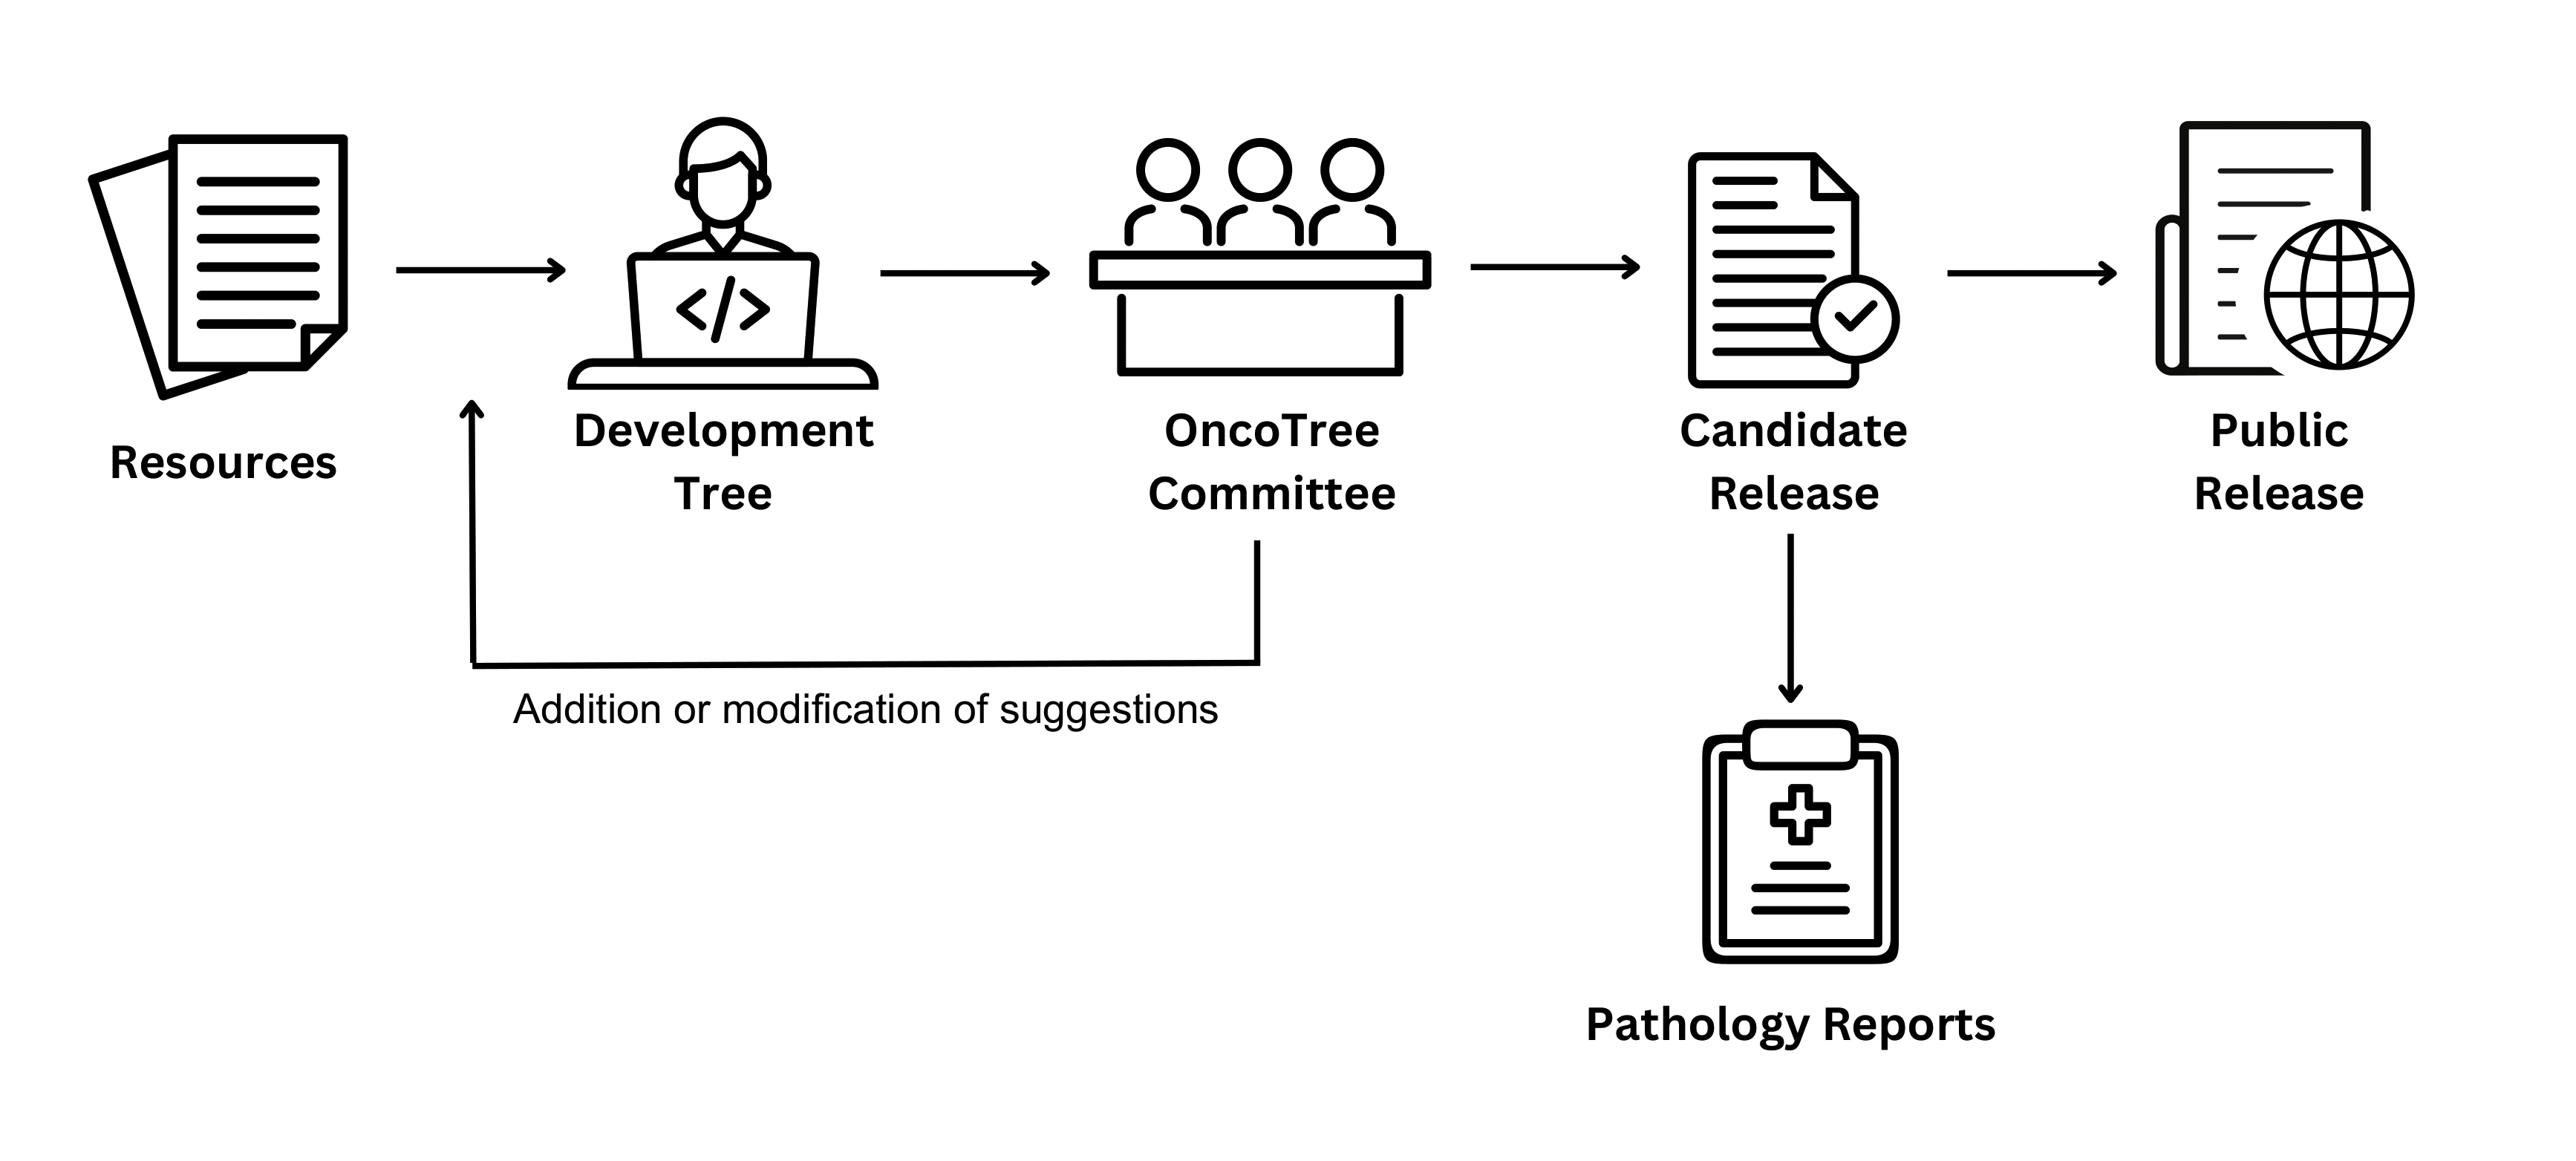 Resources
Development
Tree
OncoTree
Committee
Candidate
Release
Public
Release
Addition or modification of suggestions
Pathology Reports